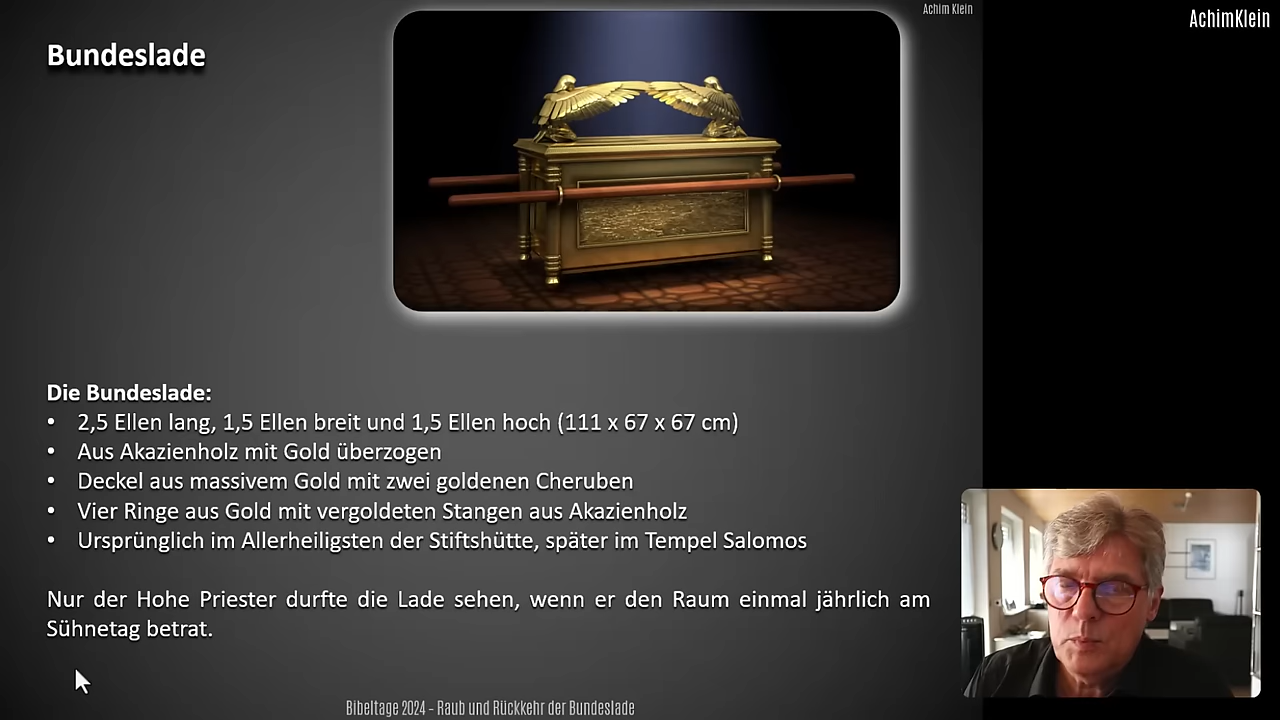 Achim Klein
AchimKlein
Bundeslade
Die Bundeslade:
• 2,5 Ellen lang, 1,5 Ellen breit und 1,5 Ellen hoch (111 x 67 x 67 cm)
• Aus Akazienholz mit Gold überzogen
• Deckel aus massivem Gold mit zwei goldenen Cheruben
• Vier Ringe aus Gold mit vergoldeten Stangen aus Akazienholz
• Ursprünglich im Allerheiligsten der Stiftshütte, später im Tempel Salomos
Nur der Hohe Priester durfte die Lade sehen, wenn er den Raum einmal jährlich am
Sühnetag betrat.
Bibeltage 2024 – Raub und Rückkehr der Bundeslade